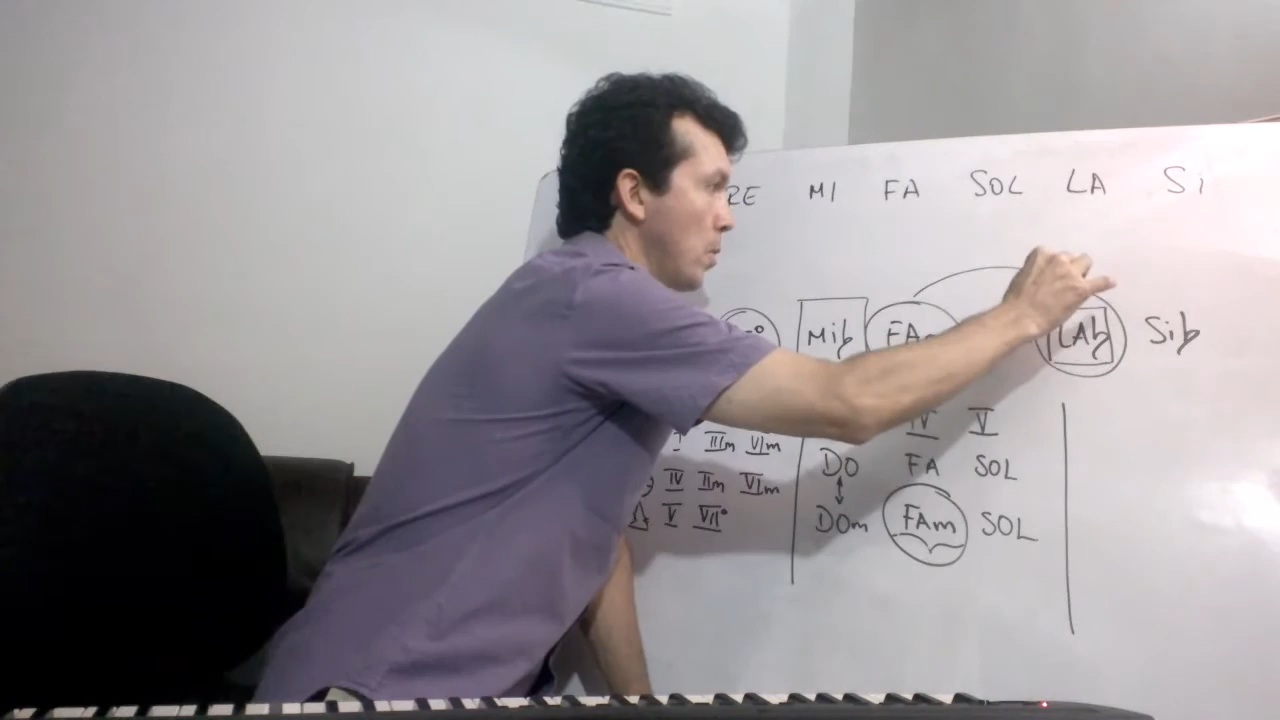 RE MI FA SOL LA Si
Mib FAm LAb Sib
IV V
I IIIm VIm DO FA SOL
IV IIm VIm
V VII° DOm FAm SOL